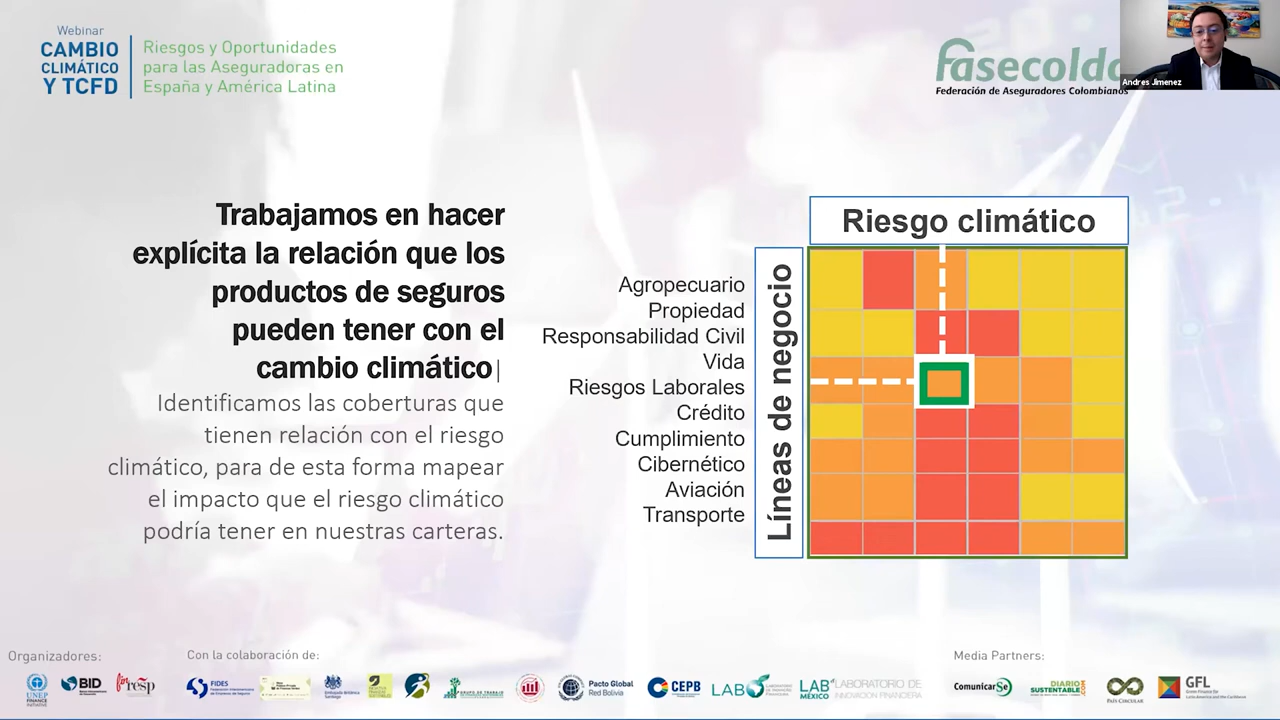 Webinar
CAMBIO
CLIMÁTICO
Y TCFD
Riesgos y Oportunidades
para las Aseguradoras en
España y América Latina
Fasecolda
Federación de Aseguradores Colombianos
Andres Jimenez
Trabajamos en hacer
explícita la relación que los
productos de seguros
pueden tener con el
cambio climático|
Identificamos las coberturas que
tienen relación con el riesgo
climático, para de esta forma mapear
el impacto que el riesgo climático
podría tener en nuestras carteras.
Riesgo climático
Líneas de negocio
Agropecuario
Propiedad
Responsabilidad Civil
Vida
Riesgos Laborales
Crédito
Cumplimiento
Cibernético
Aviación
Transporte
Organizadores:
Con la colaboración de:
Media Partners:
BID
FIDES
Pacto Global
Red Bolivia
CEPB
LAB
LAB
MÉXICO
LABORATORIO DE
INNOVACIÓN FINANCIERA
ComunicarSe
DIARIO
SUSTENTABLE
.COM
PAÍS CIRCULAR
GFL